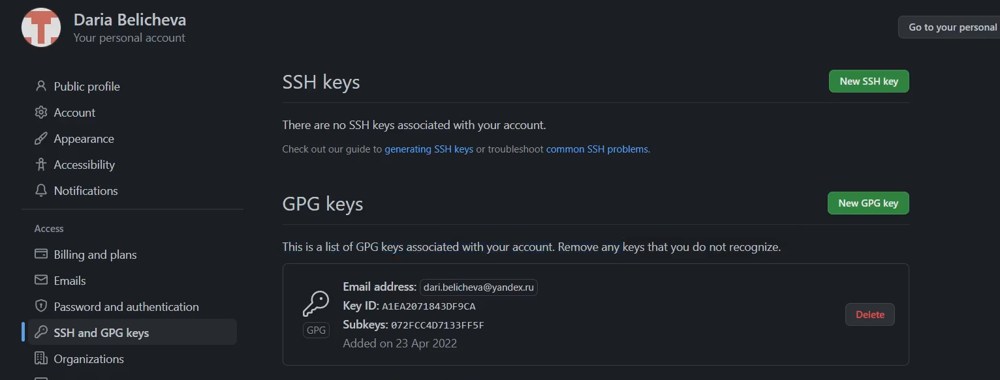 Daria Belicheva
Your personal account
Go to your personal
Public profile
Account
Appearance
Accessibility
Notifications
Access
Billing and plans
Emails
Password and authentication
SSH and GPG keys
Organizations
SSH keys
New SSH key
There are no SSH keys associated with your account.
Check out our guide to generating SSH keys or troubleshoot common SSH problems.
GPG keys
New GPG key
This is a list of GPG keys associated with your account. Remove any keys that you do not recognize.
GPG
Email address: dari.belicheva@yandex.ru
Key ID: A1EA2071843DF9CA
Subkeys: 072FCC4D7133FF5F
Added on 23 Apr 2022
Delete